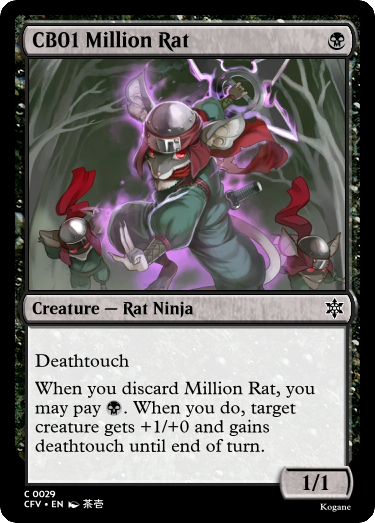 CB01 Million Rat
Creature — Rat Ninja
Deathtouch
When you discard Million Rat, you
may pay . When you do, target
creature gets +1/+0 and gains
deathtouch until end of turn.
1/1
C 0029
CFV • EN 茶壱
Kogane